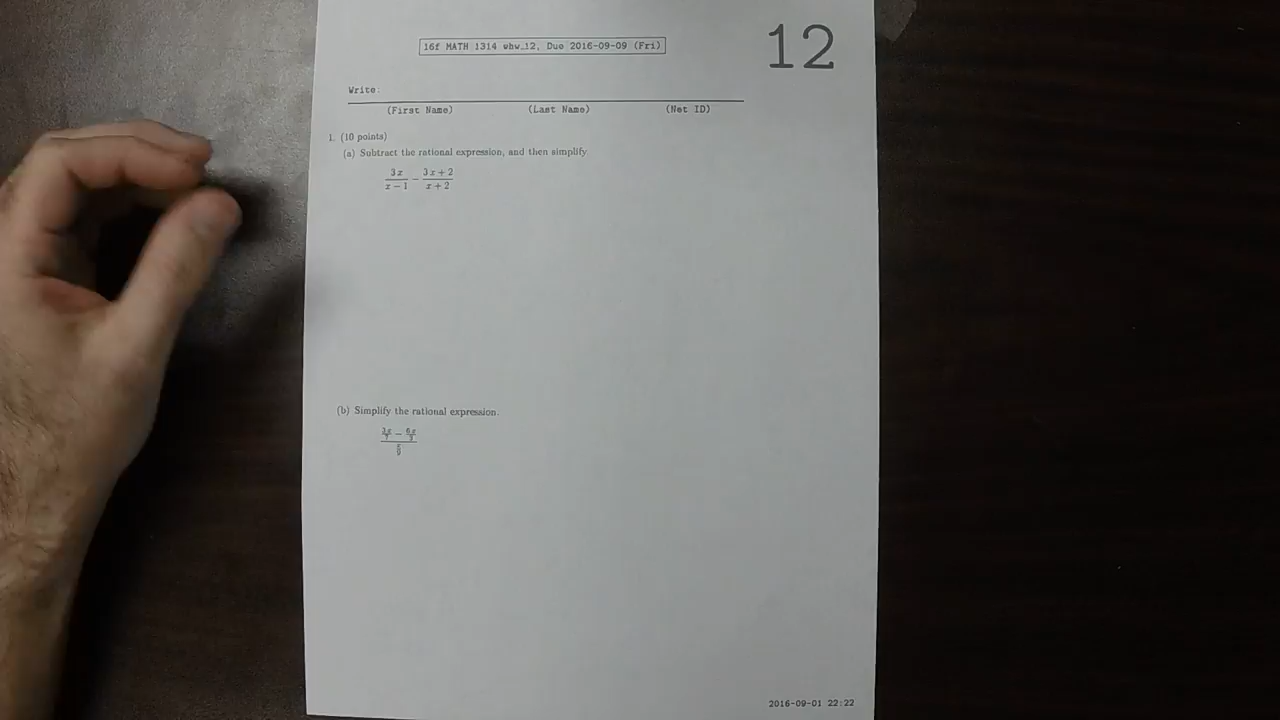 16f MATH 1314 whw_12, Due 2016-09-09 (Fri)
12
Write:
(First Name) (Last Name) (Net ID)
1. (10 points)
(a) Subtract the rational expression, and then simplify.
3x / (x − 1) − (3x + 2) / (x + 2)
(b) Simplify the rational expression.
2016-09-01 22:22